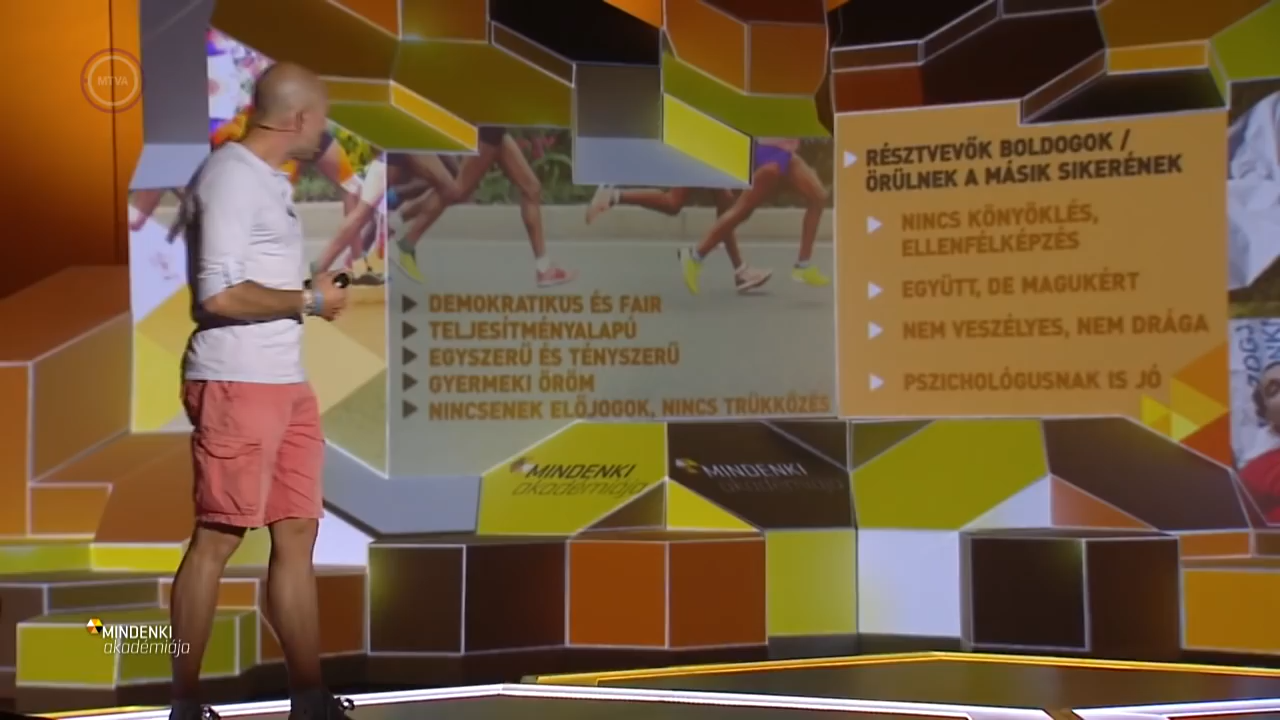 MTVA
RÉSZTVEVŐK BOLDOGOK /
ÖRÜLNEK A MÁSIK SIKERÉNEK
NINCS KÖNYÖKLÉS,
ELLENFÉLKÉPZÉS
EGYÜTT, DE MAGUKÉRT
NEM VESZÉLYES, NEM DRÁGA
PSZICHOLÓGUSNAK IS JÓ
DEMOKRATIKUS ÉS FAIR
TELJESÍTMÉNYALAPÚ
EGYSZERŰ ÉS TÉNYSZERŰ
GYERMEKI ÖRÖM
NINCSENEK ELŐJOGOK, NINCS TRÜKKÖZÉS
MINDENKI
akadémiája
MINDENKI
akadémiája
MINDENKI
akadémiája